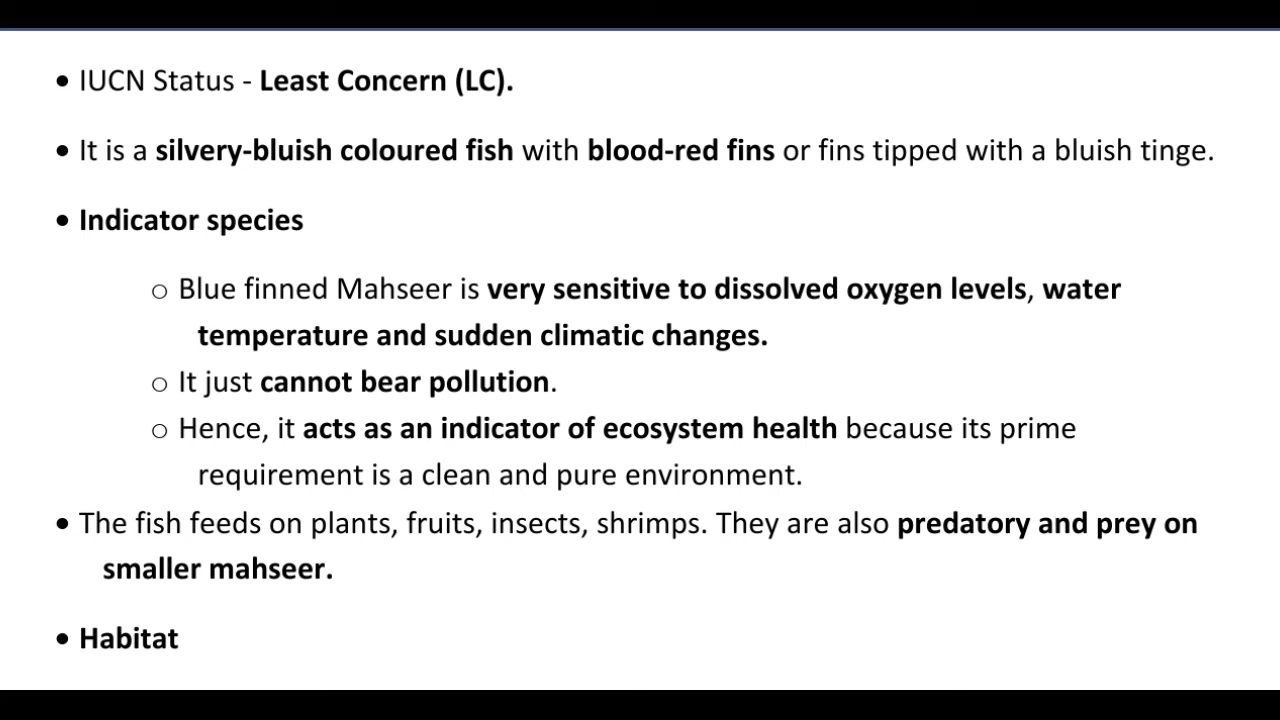 • IUCN Status - Least Concern (LC).
• It is a silvery-bluish coloured fish with blood-red fins or fins tipped with a bluish tinge.
• Indicator species
○ Blue finned Mahseer is very sensitive to dissolved oxygen levels, water
temperature and sudden climatic changes.
○ It just cannot bear pollution.
○ Hence, it acts as an indicator of ecosystem health because its prime
requirement is a clean and pure environment.
• The fish feeds on plants, fruits, insects, shrimps. They are also predatory and prey on
smaller mahseer.
• Habitat